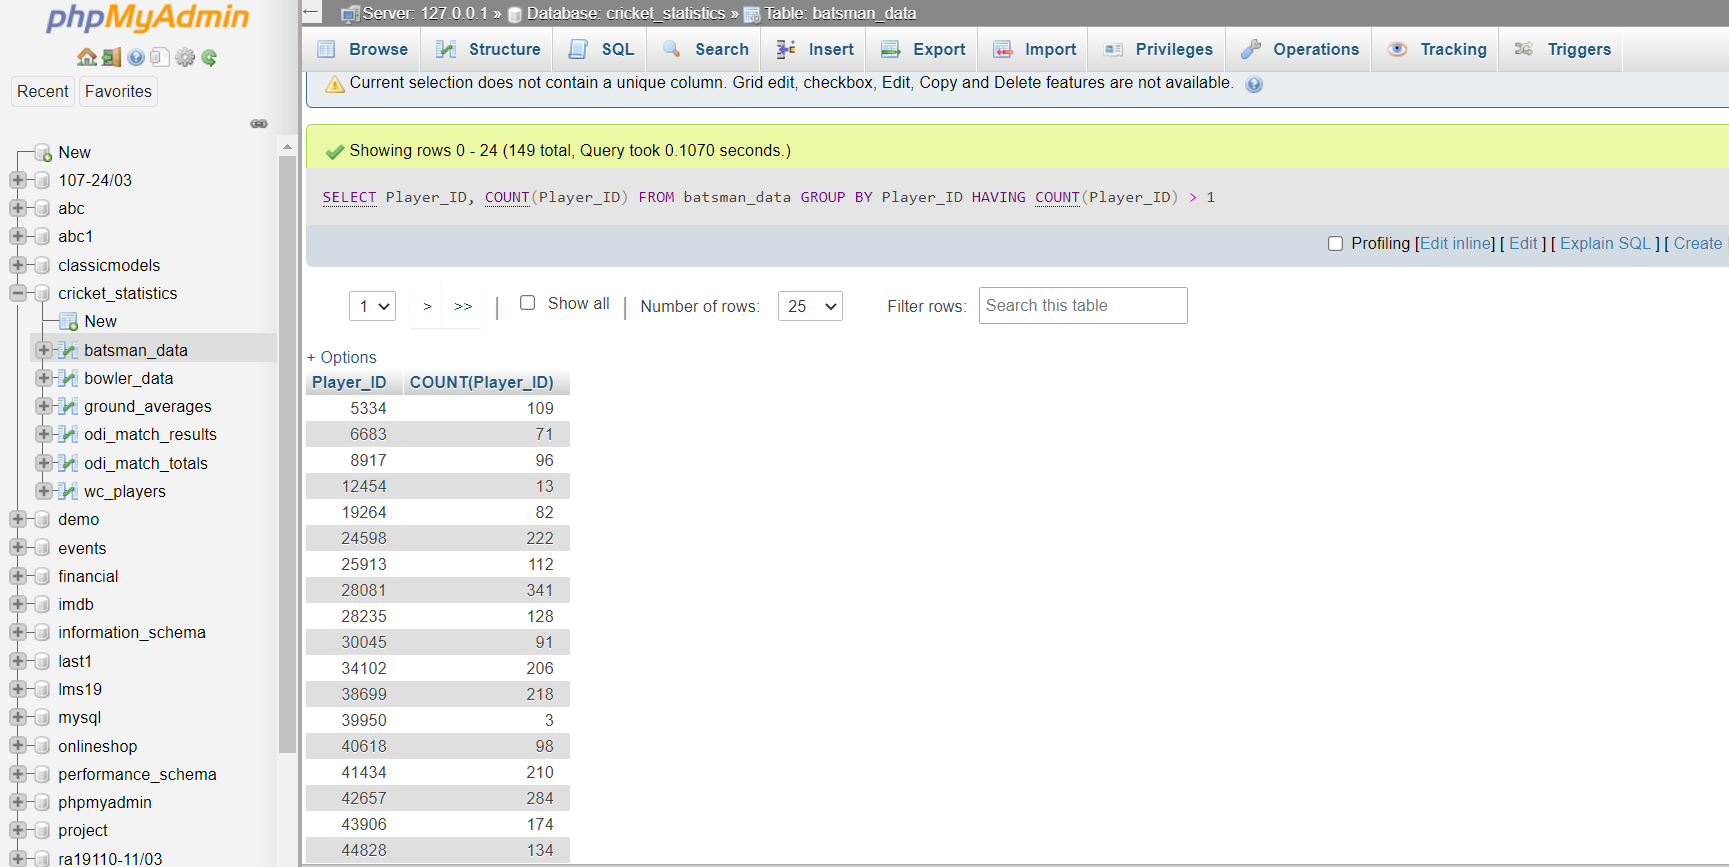 phpMyAdmin
Recent Favorites
New
107-24/03
abc
abc1
classicmodels
cricket_statistics
New
batsman_data
bowler_data
ground_averages
odi_match_results
odi_match_totals
wc_players
demo
events
financial
imdb
information_schema
last1
lms19
mysql
onlineshop
performance_schema
phpmyadmin
project
ra19110-11/03
Server: 127.0.0.1 » Database: cricket_statistics » Table: batsman_data
Browse Structure SQL Search Insert Export Import Privileges Operations Tracking Triggers
Current selection does not contain a unique column. Grid edit, checkbox, Edit, Copy and Delete features are not available.
Showing rows 0 - 24 (149 total, Query took 0.1070 seconds.)
SELECT Player_ID, COUNT(Player_ID) FROM batsman_data GROUP BY Player_ID HAVING COUNT(Player_ID) > 1
Profiling [Edit inline] [ Edit ] [ Explain SQL ] [ Create
1 > >> | Show all | Number of rows: 25 Filter rows: Search this table
+ Options
Player_ID COUNT(Player_ID)
5334 109
6683 71
8917 96
12454 13
19264 82
24598 222
25913 112
28081 341
28235 128
30045 91
34102 206
38699 218
39950 3
40618 98
41434 210
42657 284
43906 174
44828 134